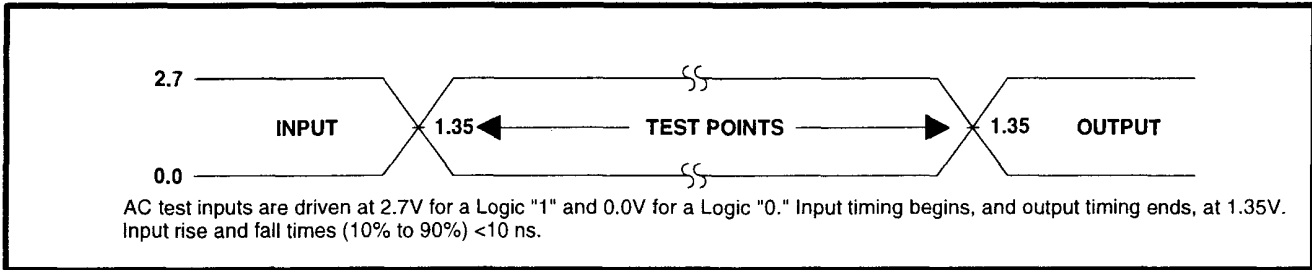 2.7
INPUT 1.35 TEST POINTS 1.35 OUTPUT
0.0
AC test inputs are driven at 2.7V for a Logic "1" and 0.0V for a Logic "0." Input timing begins, and output timing ends, at 1.35V.
Input rise and fall times (10% to 90%) <10 ns.